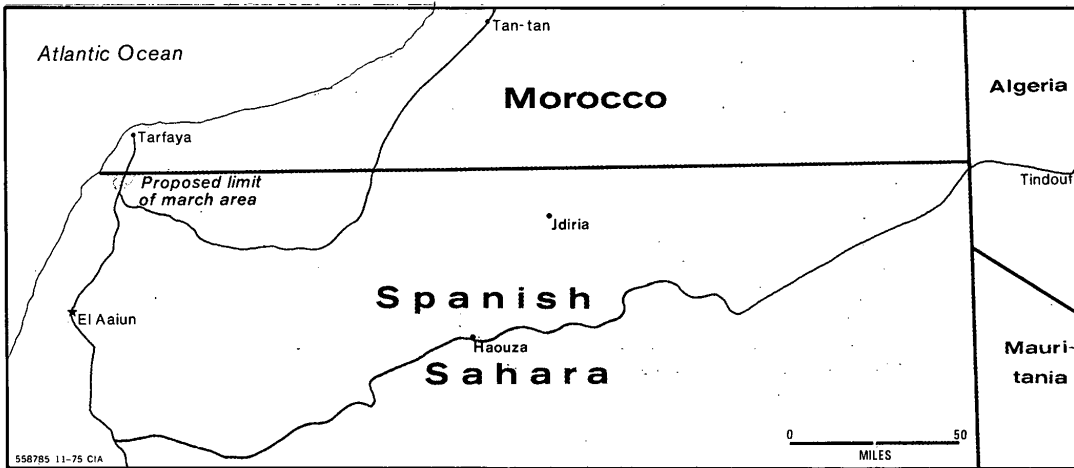 Tan-tan
Atlantic Ocean
Algeria
Morocco
Tarfaya
Proposed limit
of march area
Tindouf
Jdiria
Spanish
El Aaiun
Haouza
Mauri-
tania
Sahara
0 50
MILES
558785 11-75 CIA